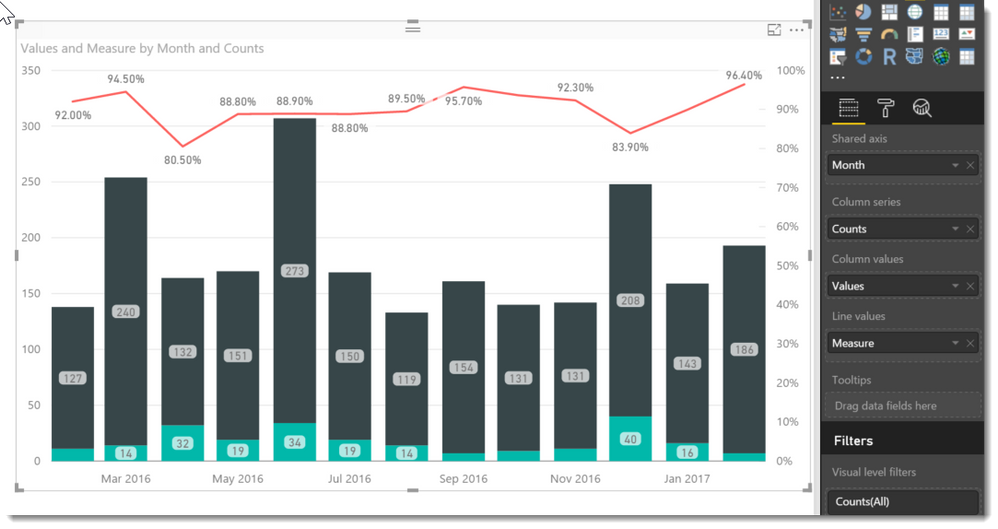 Values and Measure by Month and Counts
350
300
250
200
150
100
50
0
100%
90%
80%
70%
60%
50%
40%
30%
20%
10%
0%
92.00%
94.50%
80.50%
88.80%
88.90%
88.80%
89.50%
95.70%
92.30%
83.90%
96.40%
127
240
132
151
273
150
119
154
131
131
208
143
186
14
32
19
34
19
14
40
16
Mar 2016
May 2016
Jul 2016
Sep 2016
Nov 2016
Jan 2017
R
123
Shared axis
Month
Column series
Counts
Column values
Values
Line values
Measure
Tooltips
Drag data fields here
Filters
Visual level filters
Counts(All)